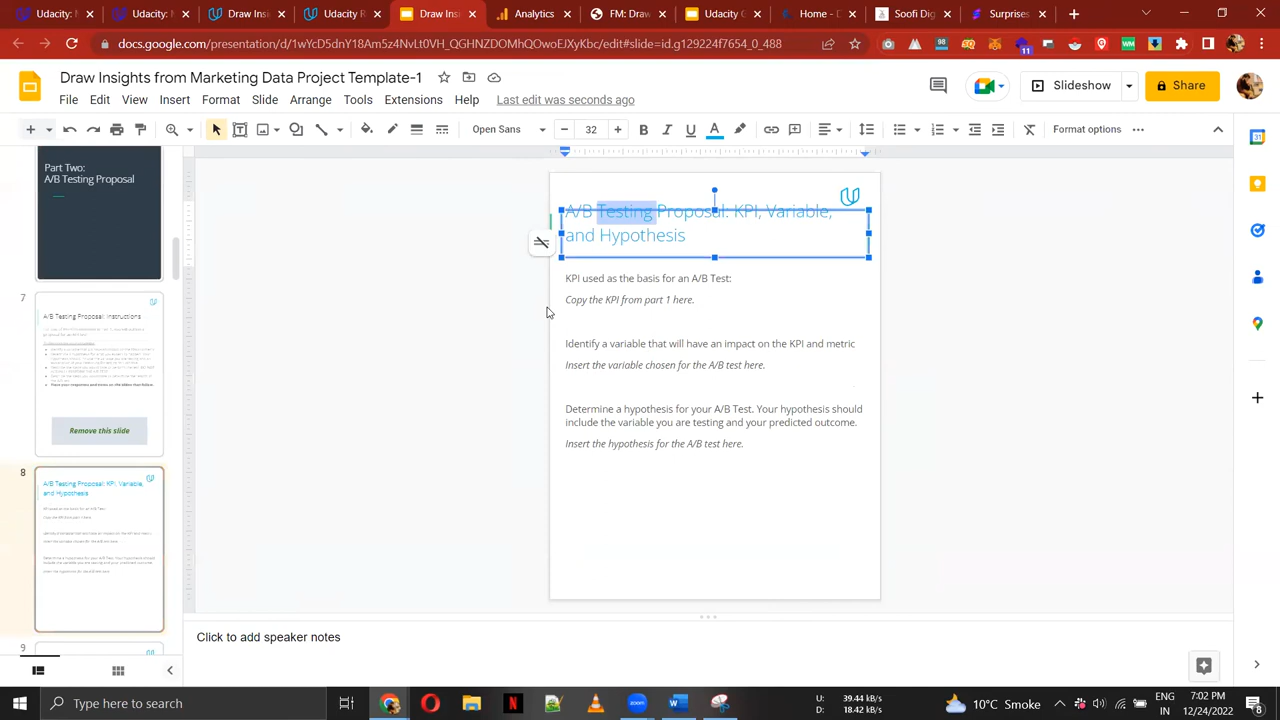 Udacity
Udacity: M
Draw Insi
Udacity R
Draw Insi
Analytics
FM: Draw
Udacity G
- Home -
Soofi Dig
Surprises
docs.google.com/presentation/d/1wYcD5dnY18Am5z4NvLt0VH_QGHNZDOMhQOwoEjVXybc/edit#slide=id.g129224f7654_0_488
98
11
Draw Insights from Marketing Data Project Template-1
File Edit View Insert Format Slide Arrange Tools Extensions Help Last edit was seconds ago
Slideshow
Share
Open Sans
32
Format options
Part Two:
A/B Testing Proposal
7
A/B Testing Proposal: Instructions
Remove this slide
8
A/B Testing Proposal: KPI, Variable,
and Hypothesis
9
A/B Testing Proposal: KPI, Variable,
and Hypothesis
KPI used as the basis for an A/B Test:
Copy the KPI from part 1 here.
Identify a variable that will have an impact on the KPI and metric
Insert the variable chosen for the A/B test here.
Determine a hypothesis for your A/B Test. Your hypothesis should
include the variable you are testing and your predicted outcome.
Insert the hypothesis for the A/B test here.
Click to add speaker notes
Type here to search
U: 39.44 kB/s
D: 18.42 kB/s
10°C Smoke
ENG
IN
7:02 PM
12/24/2022
8